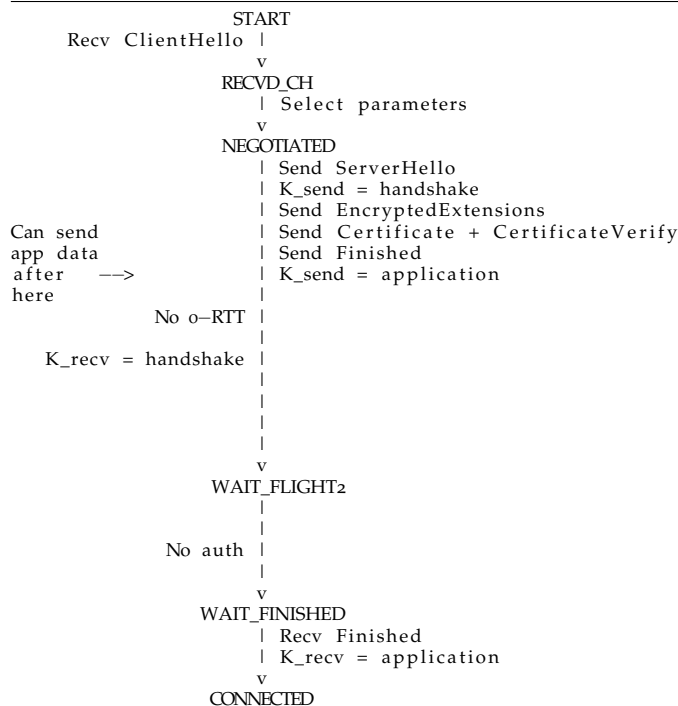 START
Recv ClientHello |
v
RECVD_CH
| Select parameters
v
NEGOTIATED
| Send ServerHello
| K_send = handshake
| Send EncryptedExtensions
Can send | Send Certificate + CertificateVerify
app data | Send Finished
after --> | K_send = application
here |
No 0-RTT |
|
K_recv = handshake |
|
|
|
|
v
WAIT_FLIGHT2
|
|
No auth |
|
v
WAIT_FINISHED
| Recv Finished
| K_recv = application
v
CONNECTED